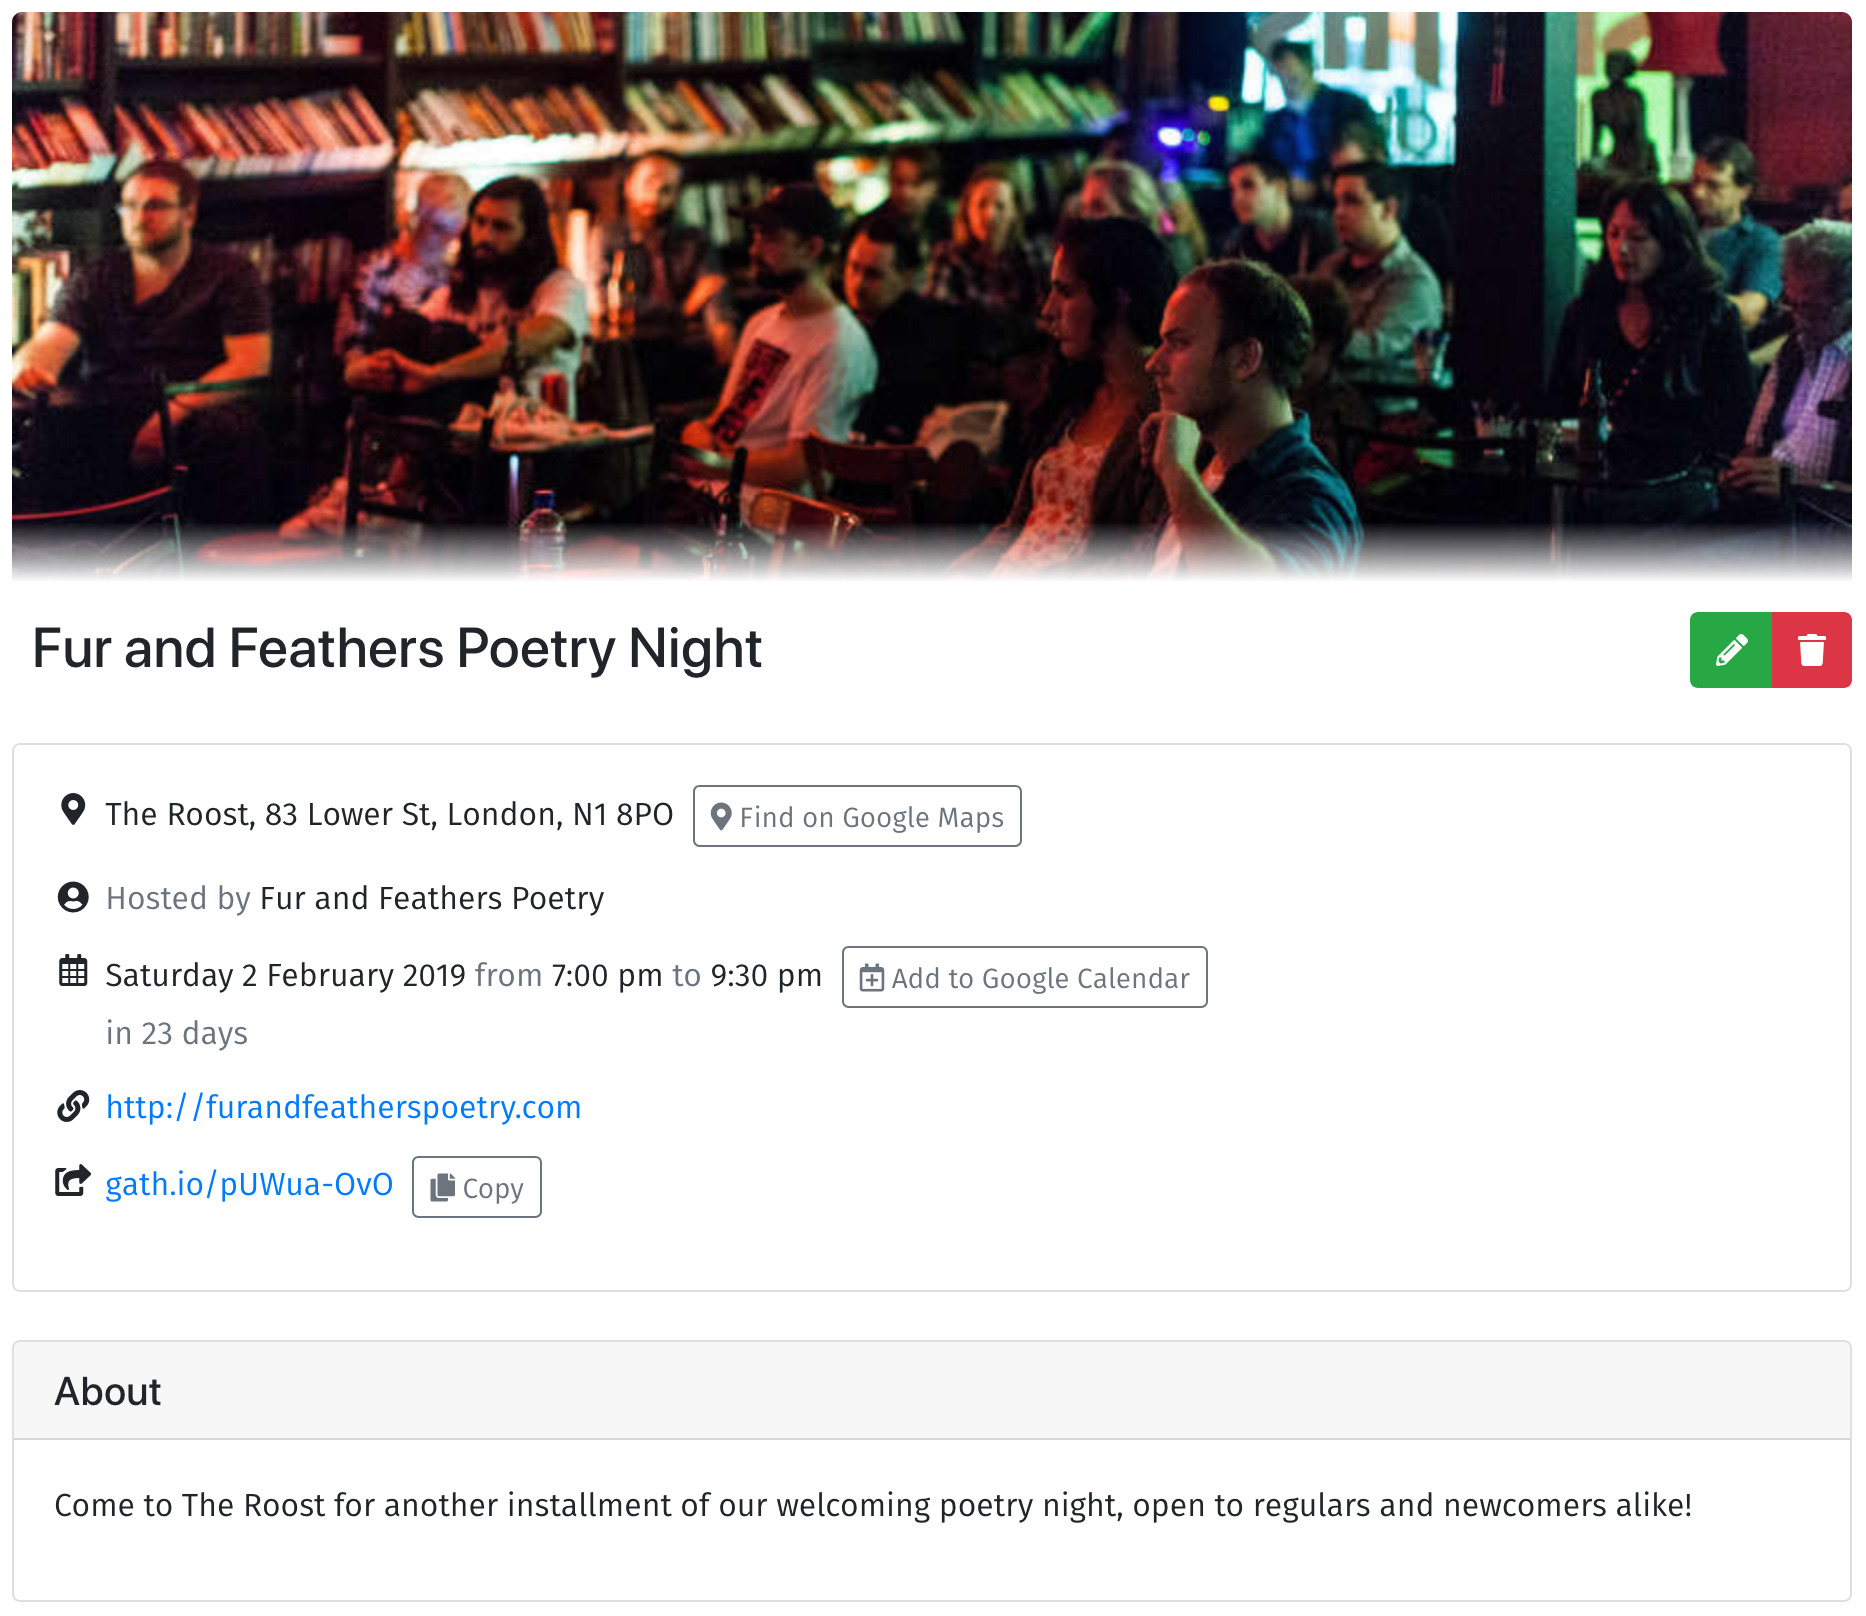 Fur and Feathers Poetry Night
The Roost, 83 Lower St, London, N1 8PO Find on Google Maps
Hosted by Fur and Feathers Poetry
Saturday 2 February 2019 from 7:00 pm to 9:30 pm Add to Google Calendar
in 23 days
http://furandfeatherspoetry.com
gath.io/pUWua-OvO Copy
About
Come to The Roost for another installment of our welcoming poetry night, open to regulars and newcomers alike!